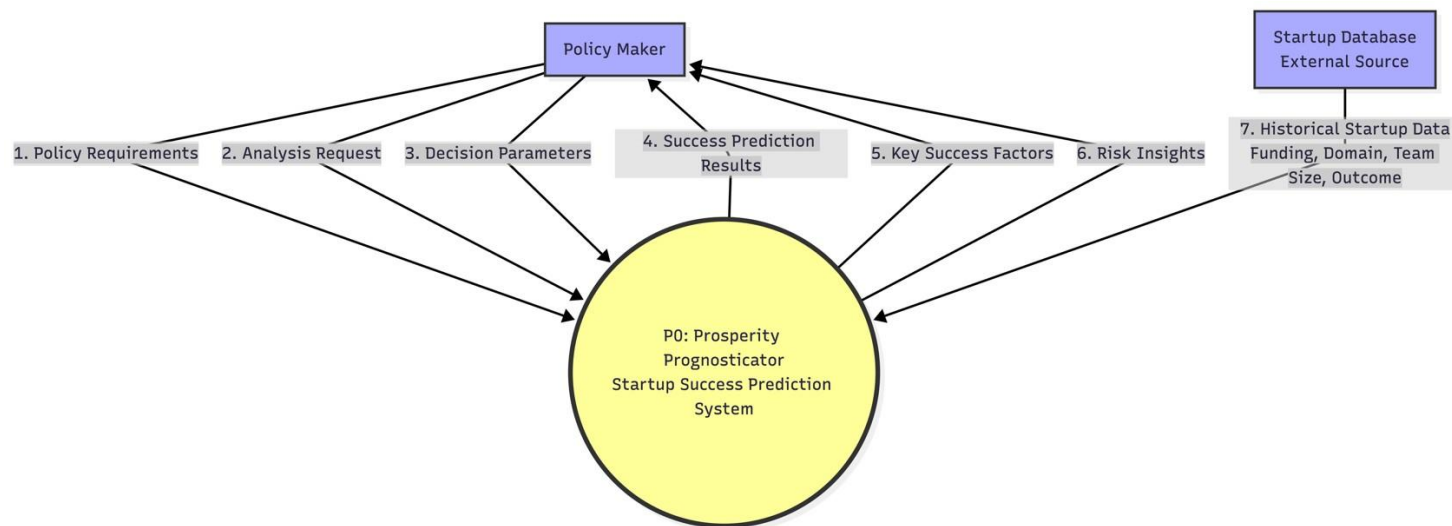 Policy Maker
Startup Database
External Source
1. Policy Requirements
2. Analysis Request
3. Decision Parameters
4. Success Prediction
Results
5. Key Success Factors
6. Risk Insights
7. Historical Startup Data
Funding, Domain, Team
Size, Outcome
P0: Prosperity
Prognosticator
Startup Success Prediction
System